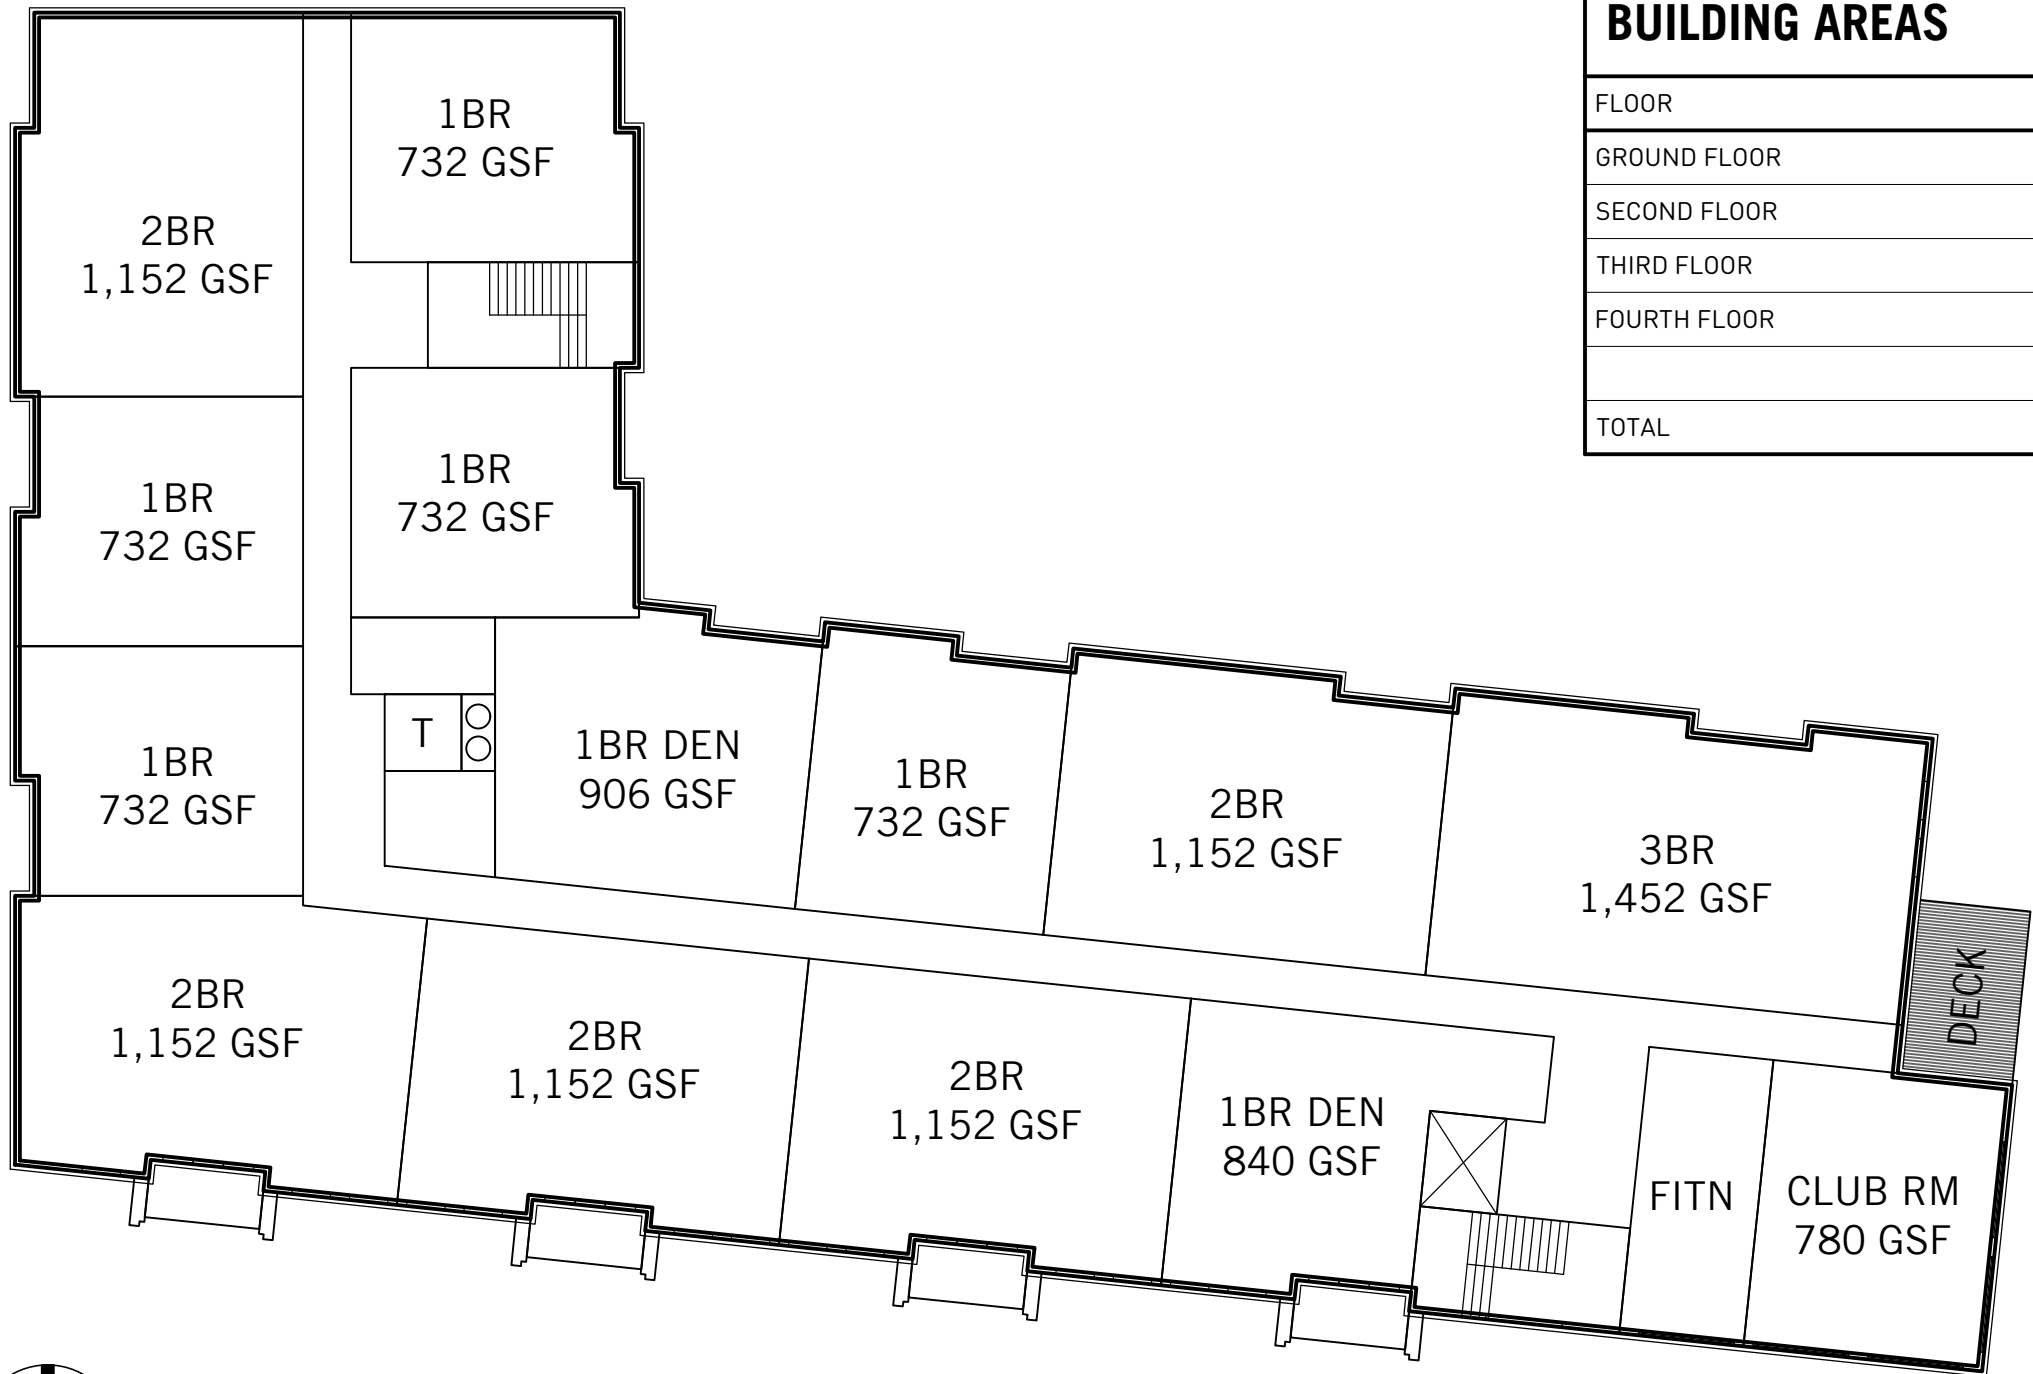 BUILDING AREAS
FLOOR
GROUND FLOOR
SECOND FLOOR
THIRD FLOOR
FOURTH FLOOR
TOTAL
1BR
732 GSF
2BR
1,152 GSF
1BR
732 GSF
1BR
732 GSF
1BR
732 GSF
T
1BR DEN
906 GSF
1BR
732 GSF
2BR
1,152 GSF
3BR
1,452 GSF
DECK
2BR
1,152 GSF
2BR
1,152 GSF
2BR
1,152 GSF
1BR DEN
840 GSF
FITN
CLUB RM
780 GSF